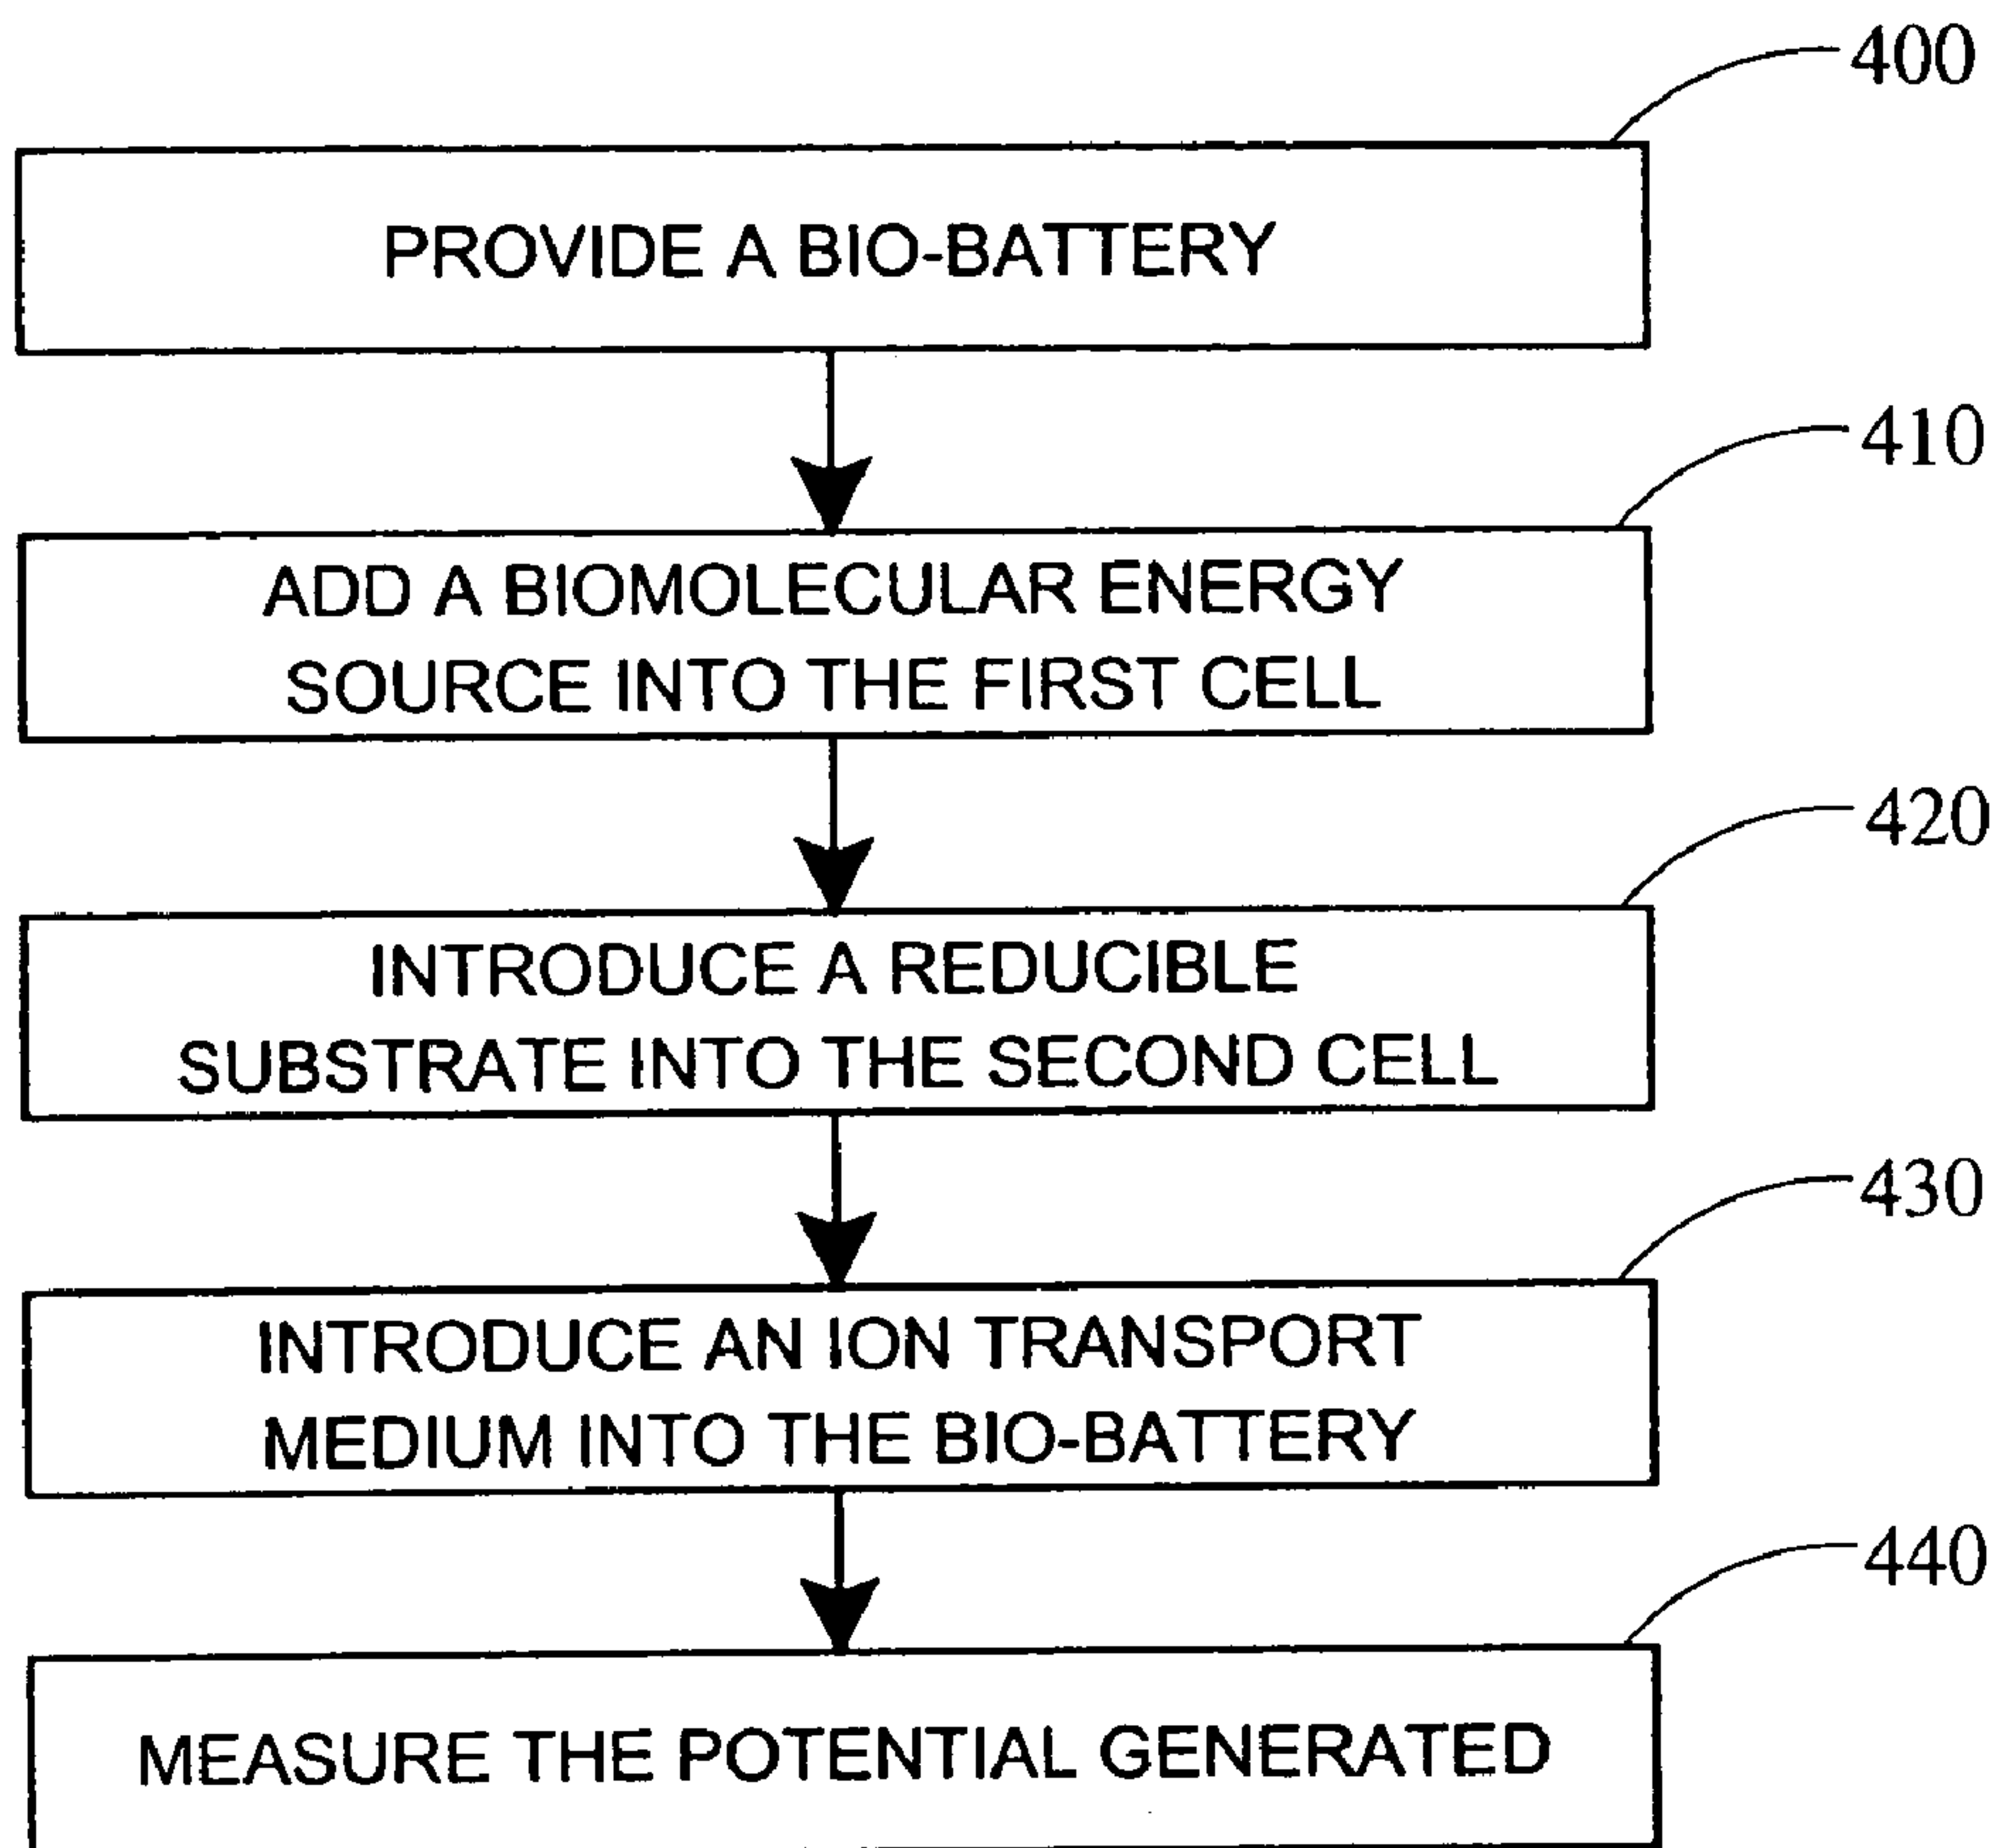 400
PROVIDE A BIO-BATTERY
410
ADD A BIOMOLECULAR ENERGY
SOURCE INTO THE FIRST CELL
420
INTRODUCE A REDUCIBLE
SUBSTRATE INTO THE SECOND CELL
430
INTRODUCE AN ION TRANSPORT
MEDIUM INTO THE BIO-BATTERY
440
MEASURE THE POTENTIAL GENERATED